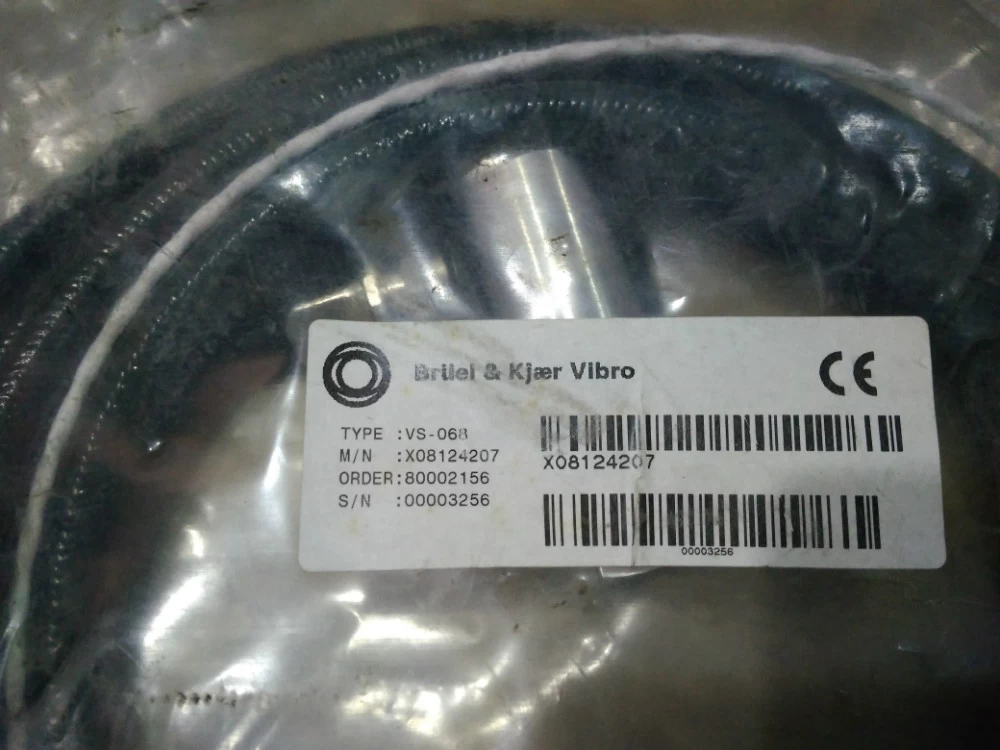 Brüel & Kjær Vibro
CE
TYPE :VS-068
M/N :X08124207
ORDER:80002156
S/N :00003256
X08124207
00003256